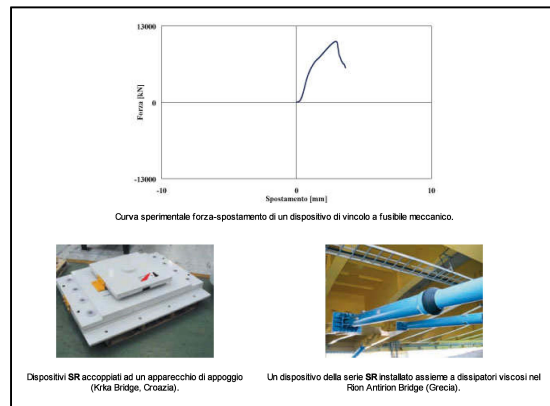 13000
Forza [kN]
0
-13000
-10
0
10
Spostamento [mm]
Curva sperimentale forza-spostamento di un dispositivo di vincolo a fusibile meccanico.
Dispositivi SR accoppiati ad un apparecchio di appoggio
(Krka Bridge, Croazia).
Un dispositivo della serie SR installato assieme a dissipatori viscosi nel
Rion Antirion Bridge (Grecia).